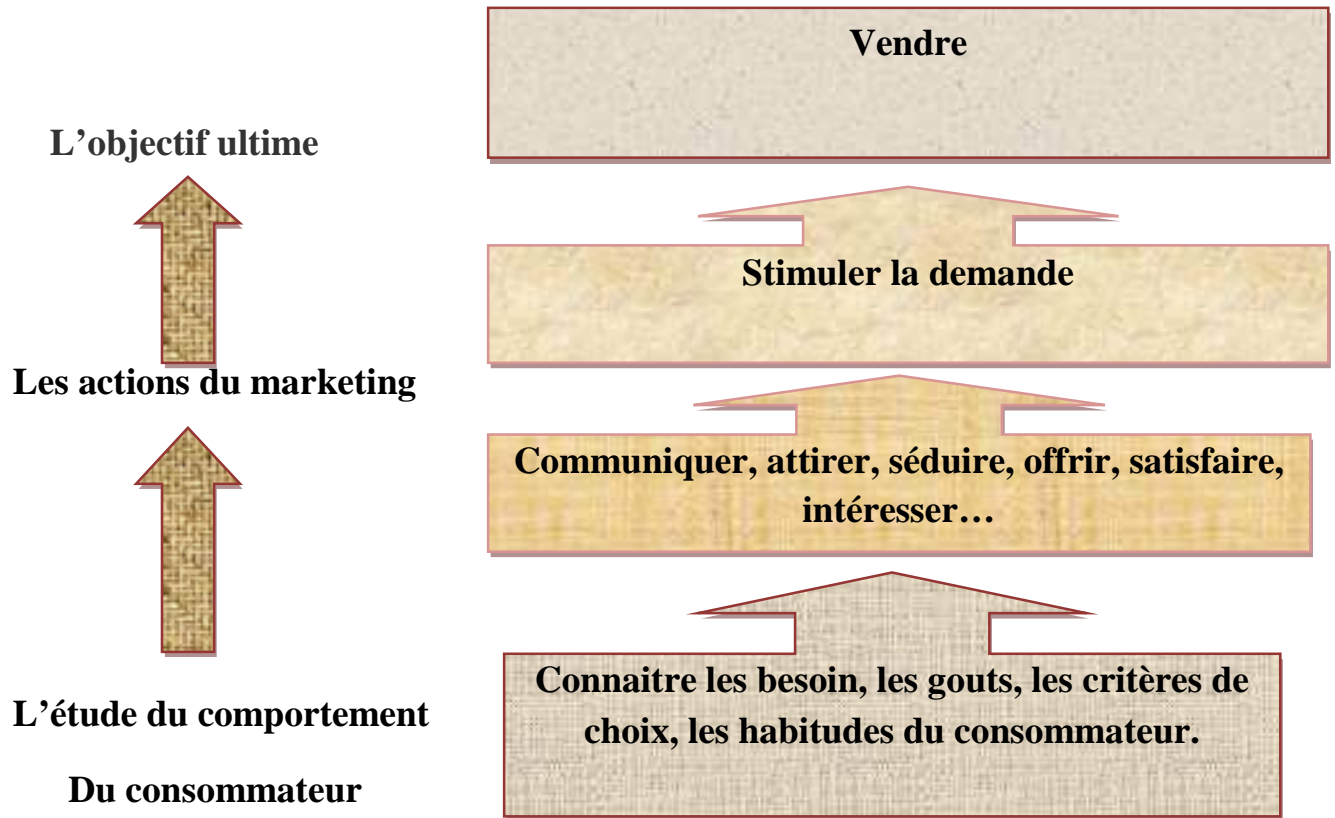 Vendre
L'objectif ultime
Stimuler la demande
Les actions du marketing
Communiquer, attirer, séduire, offrir, satisfaire,
intéresser…
Connaitre les besoin, les gouts, les critères de
choix, les habitudes du consommateur.
L'étude du comportement
Du consommateur